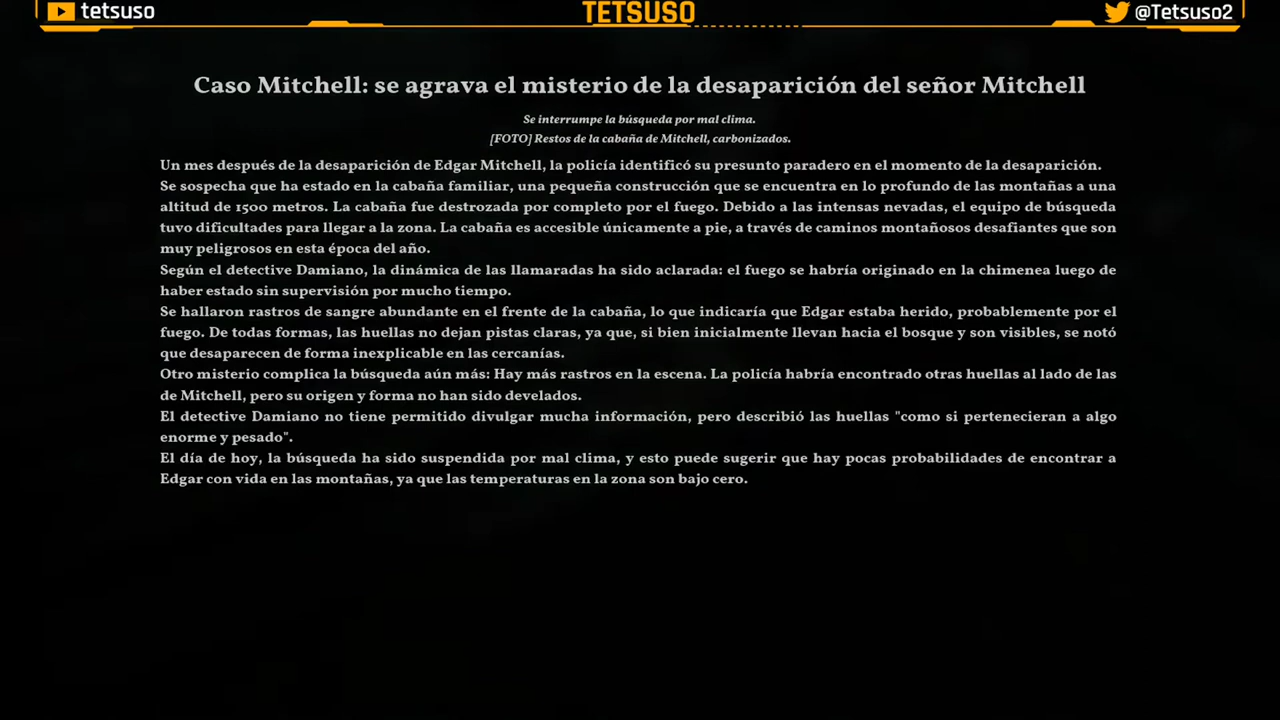 tetsuso
TETSUSO
@Tetsuso2
Caso Mitchell: se agrava el misterio de la desaparición del señor Mitchell
Se interrumpe la búsqueda por mal clima.
[FOTO] Restos de la cabaña de Mitchell, carbonizados.
Un mes después de la desaparición de Edgar Mitchell, la policía identificó su presunto paradero en el momento de la desaparición.
Se sospecha que ha estado en la cabaña familiar, una pequeña construcción que se encuentra en lo profundo de las montañas a una
altitud de 1500 metros. La cabaña fue destrozada por completo por el fuego. Debido a las intensas nevadas, el equipo de búsqueda
tuvo dificultades para llegar a la zona. La cabaña es accesible únicamente a pie, a través de caminos montañosos desafiantes que son
muy peligrosos en esta época del año.
Según el detective Damiano, la dinámica de las llamaradas ha sido aclarada: el fuego se habría originado en la chimenea luego de
haber estado sin supervisión por mucho tiempo.
Se hallaron rastros de sangre abundante en el frente de la cabaña, lo que indicaría que Edgar estaba herido, probablemente por el
fuego. De todas formas, las huellas no dejan pistas claras, ya que, si bien inicialmente llevan hacia el bosque y son visibles, se notó
que desaparecen de forma inexplicable en las cercanías.
Otro misterio complica la búsqueda aún más: Hay más rastros en la escena. La policía habría encontrado otras huellas al lado de las
de Mitchell, pero su origen y forma no han sido develados.
El detective Damiano no tiene permitido divulgar mucha información, pero describió las huellas "como si pertenecieran a algo
enorme y pesado".
El día de hoy, la búsqueda ha sido suspendida por mal clima, y esto puede sugerir que hay pocas probabilidades de encontrar a
Edgar con vida en las montañas, ya que las temperaturas en la zona son bajo cero.